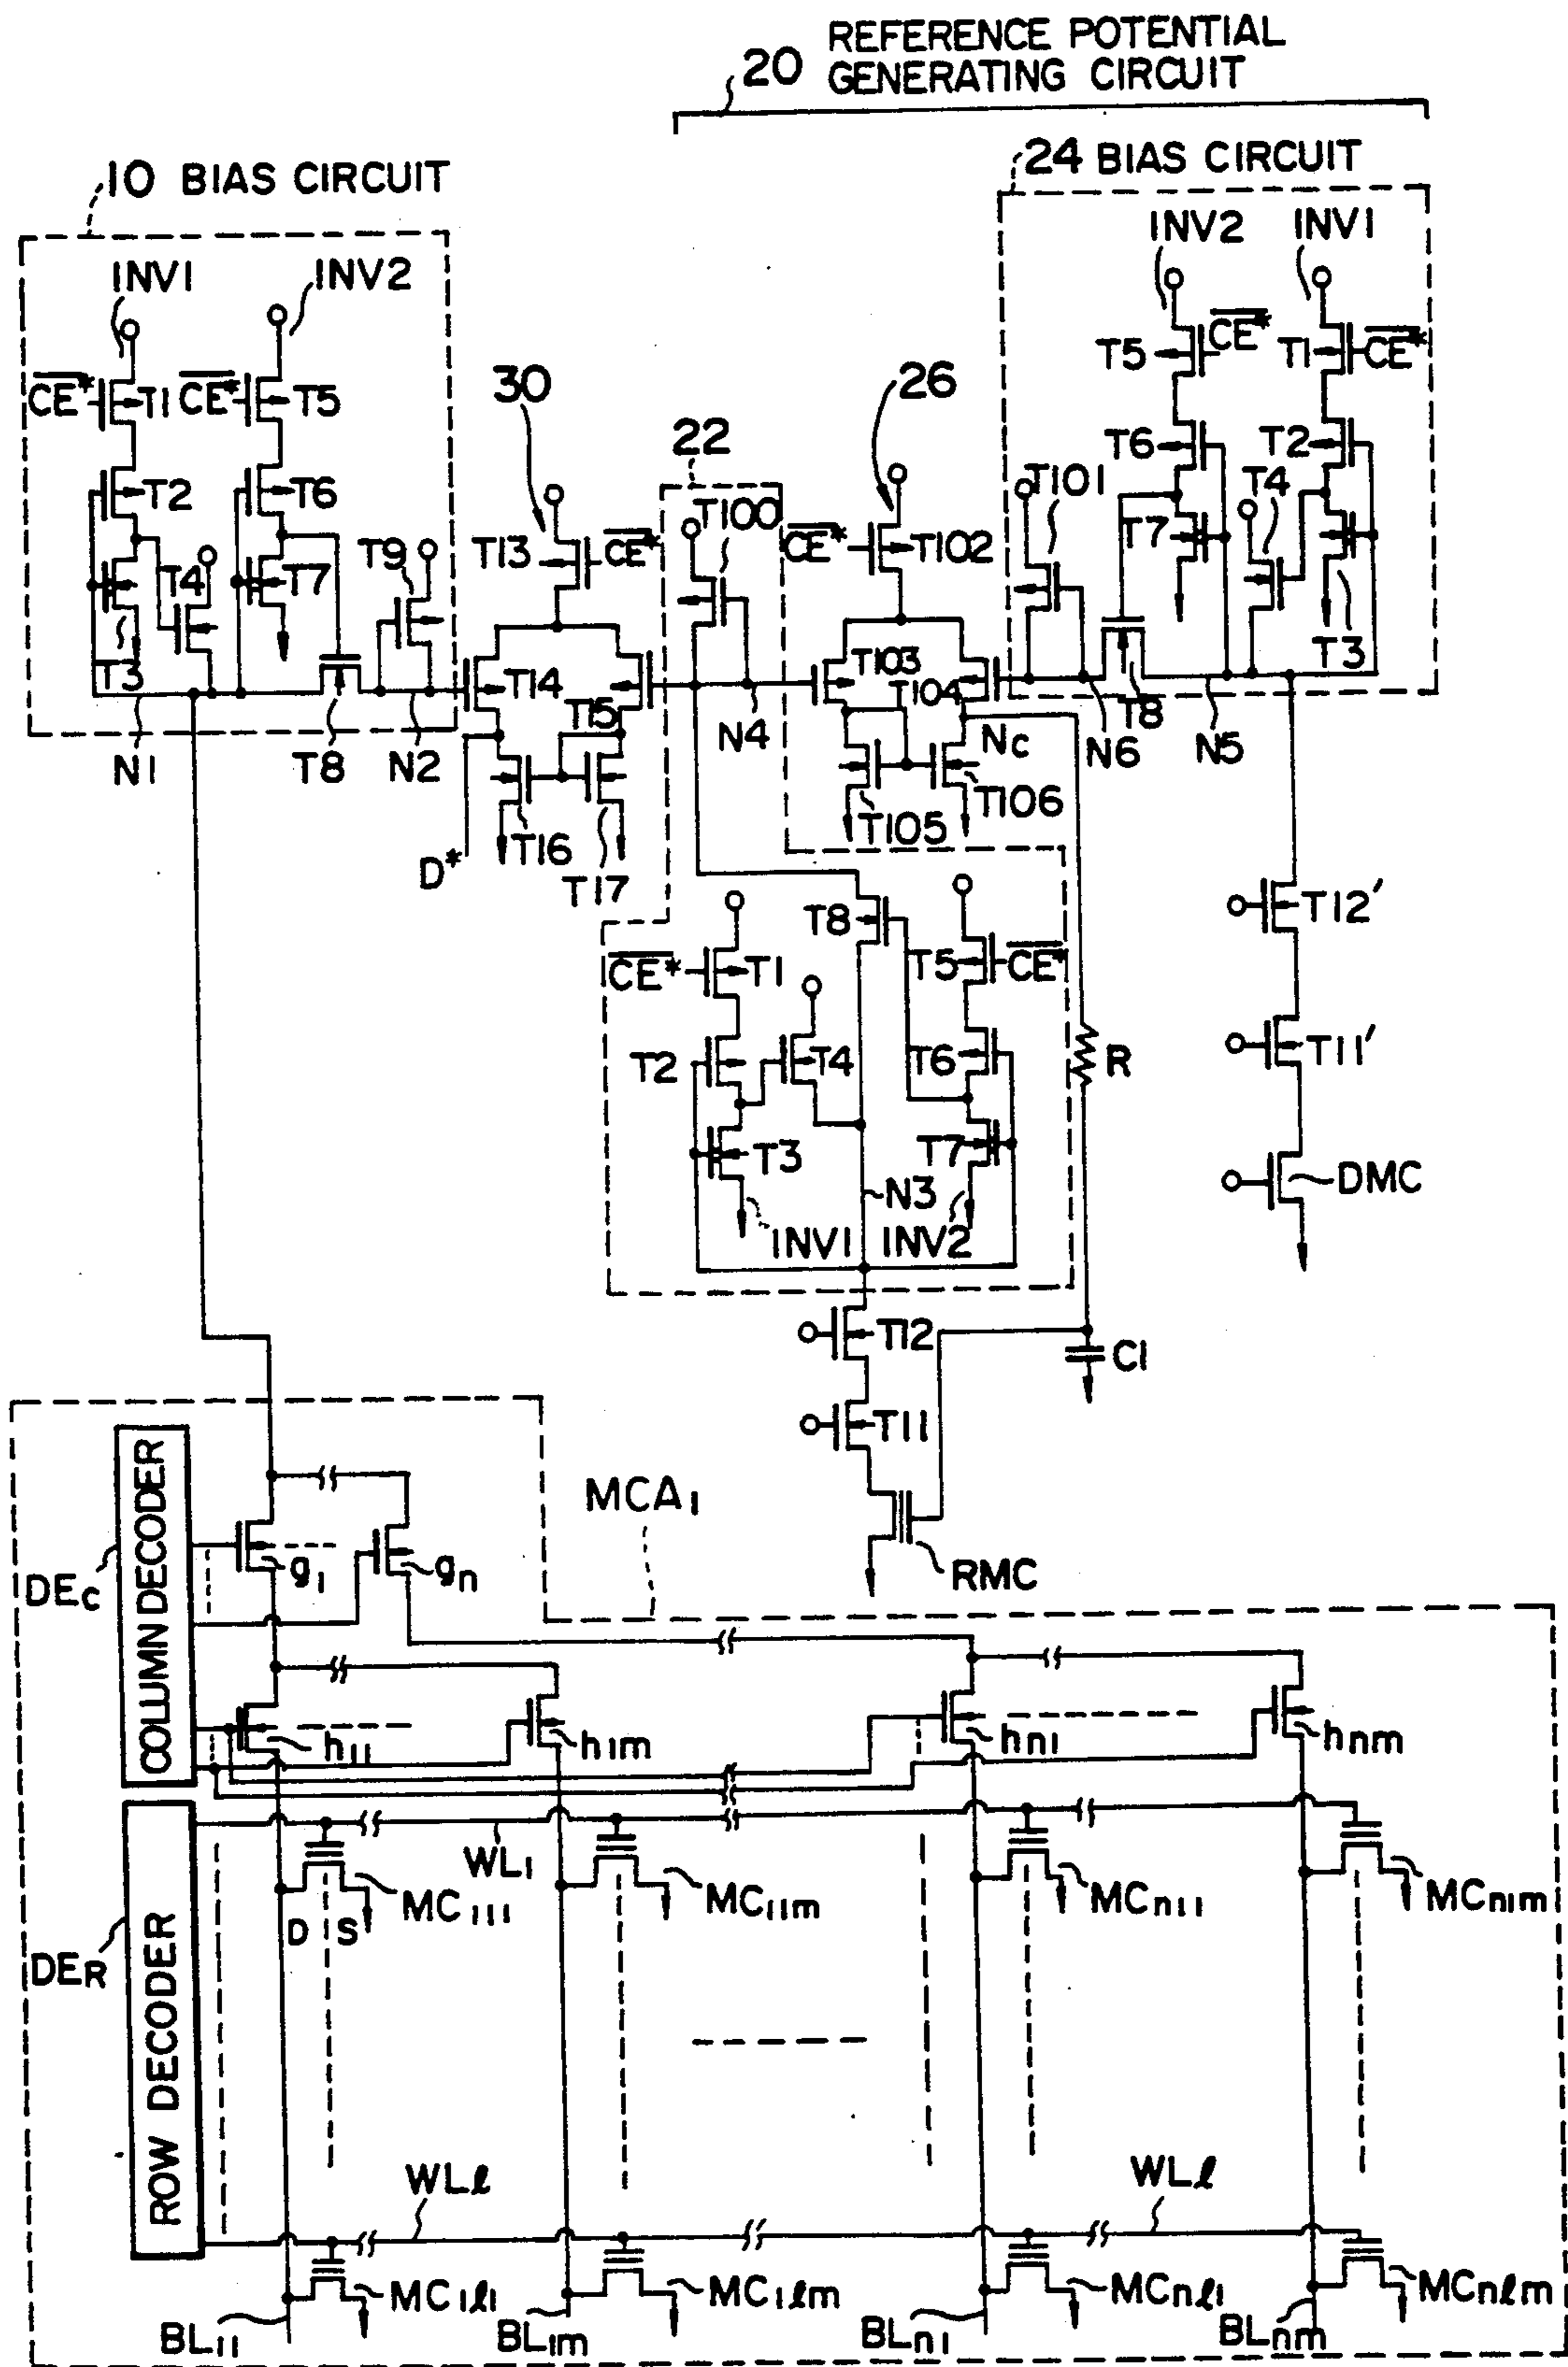 20 REFERENCE POTENTIAL
GENERATING CIRCUIT
10 BIAS CIRCUIT
24 BIAS CIRCUIT
INV1
INV2
INV2
INV1
CE*
T1
CE*
T5
T2
T6
T3
T4
T7
T9
N1
T8
N2
30
T13
CE*
T14
T15
D*
T16
T17
22
T100
N4
26
CE*
T102
T103
T104
Nc
T105
T106
T101
T5
CE*
T1
CE*
T6
T2
T7
T4
T3
N6
T8
N5
T8
CE*
T1
T5
CE*
T2
T4
T6
T3
T7
N3
INV1
INV2
R
T12'
T11'
DMC
T12
C1
T11
RMC
MCA1
COLUMN DECODER
DEC
g1
gn
h11
h1m
hn1
hnm
WL1
MC111
MC11m
MCn11
MCn1m
D
S
DER
ROW DECODER
WLℓ
WLℓ
MC1ℓ1
MC1ℓm
MCnℓ1
MCnℓm
BL11
BL1m
BLn1
BLnm